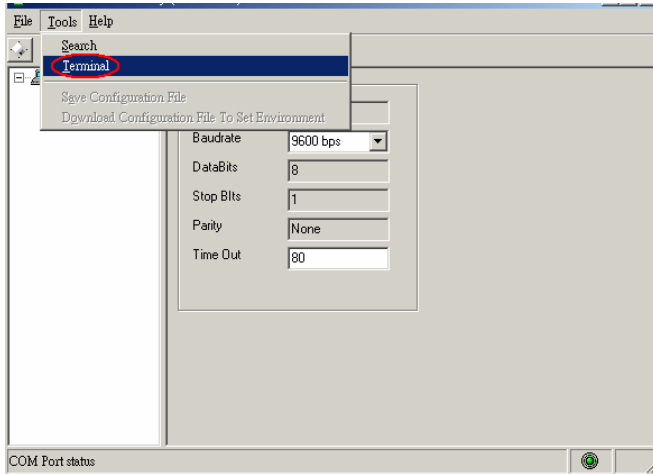 File Tools Help
Search
Terminal
Save Configuration File
Download Configuration File To Set Environment
Baudrate 9600 bps
DataBits 8
Stop BIts 1
Parity None
Time Out 80
COM Port status